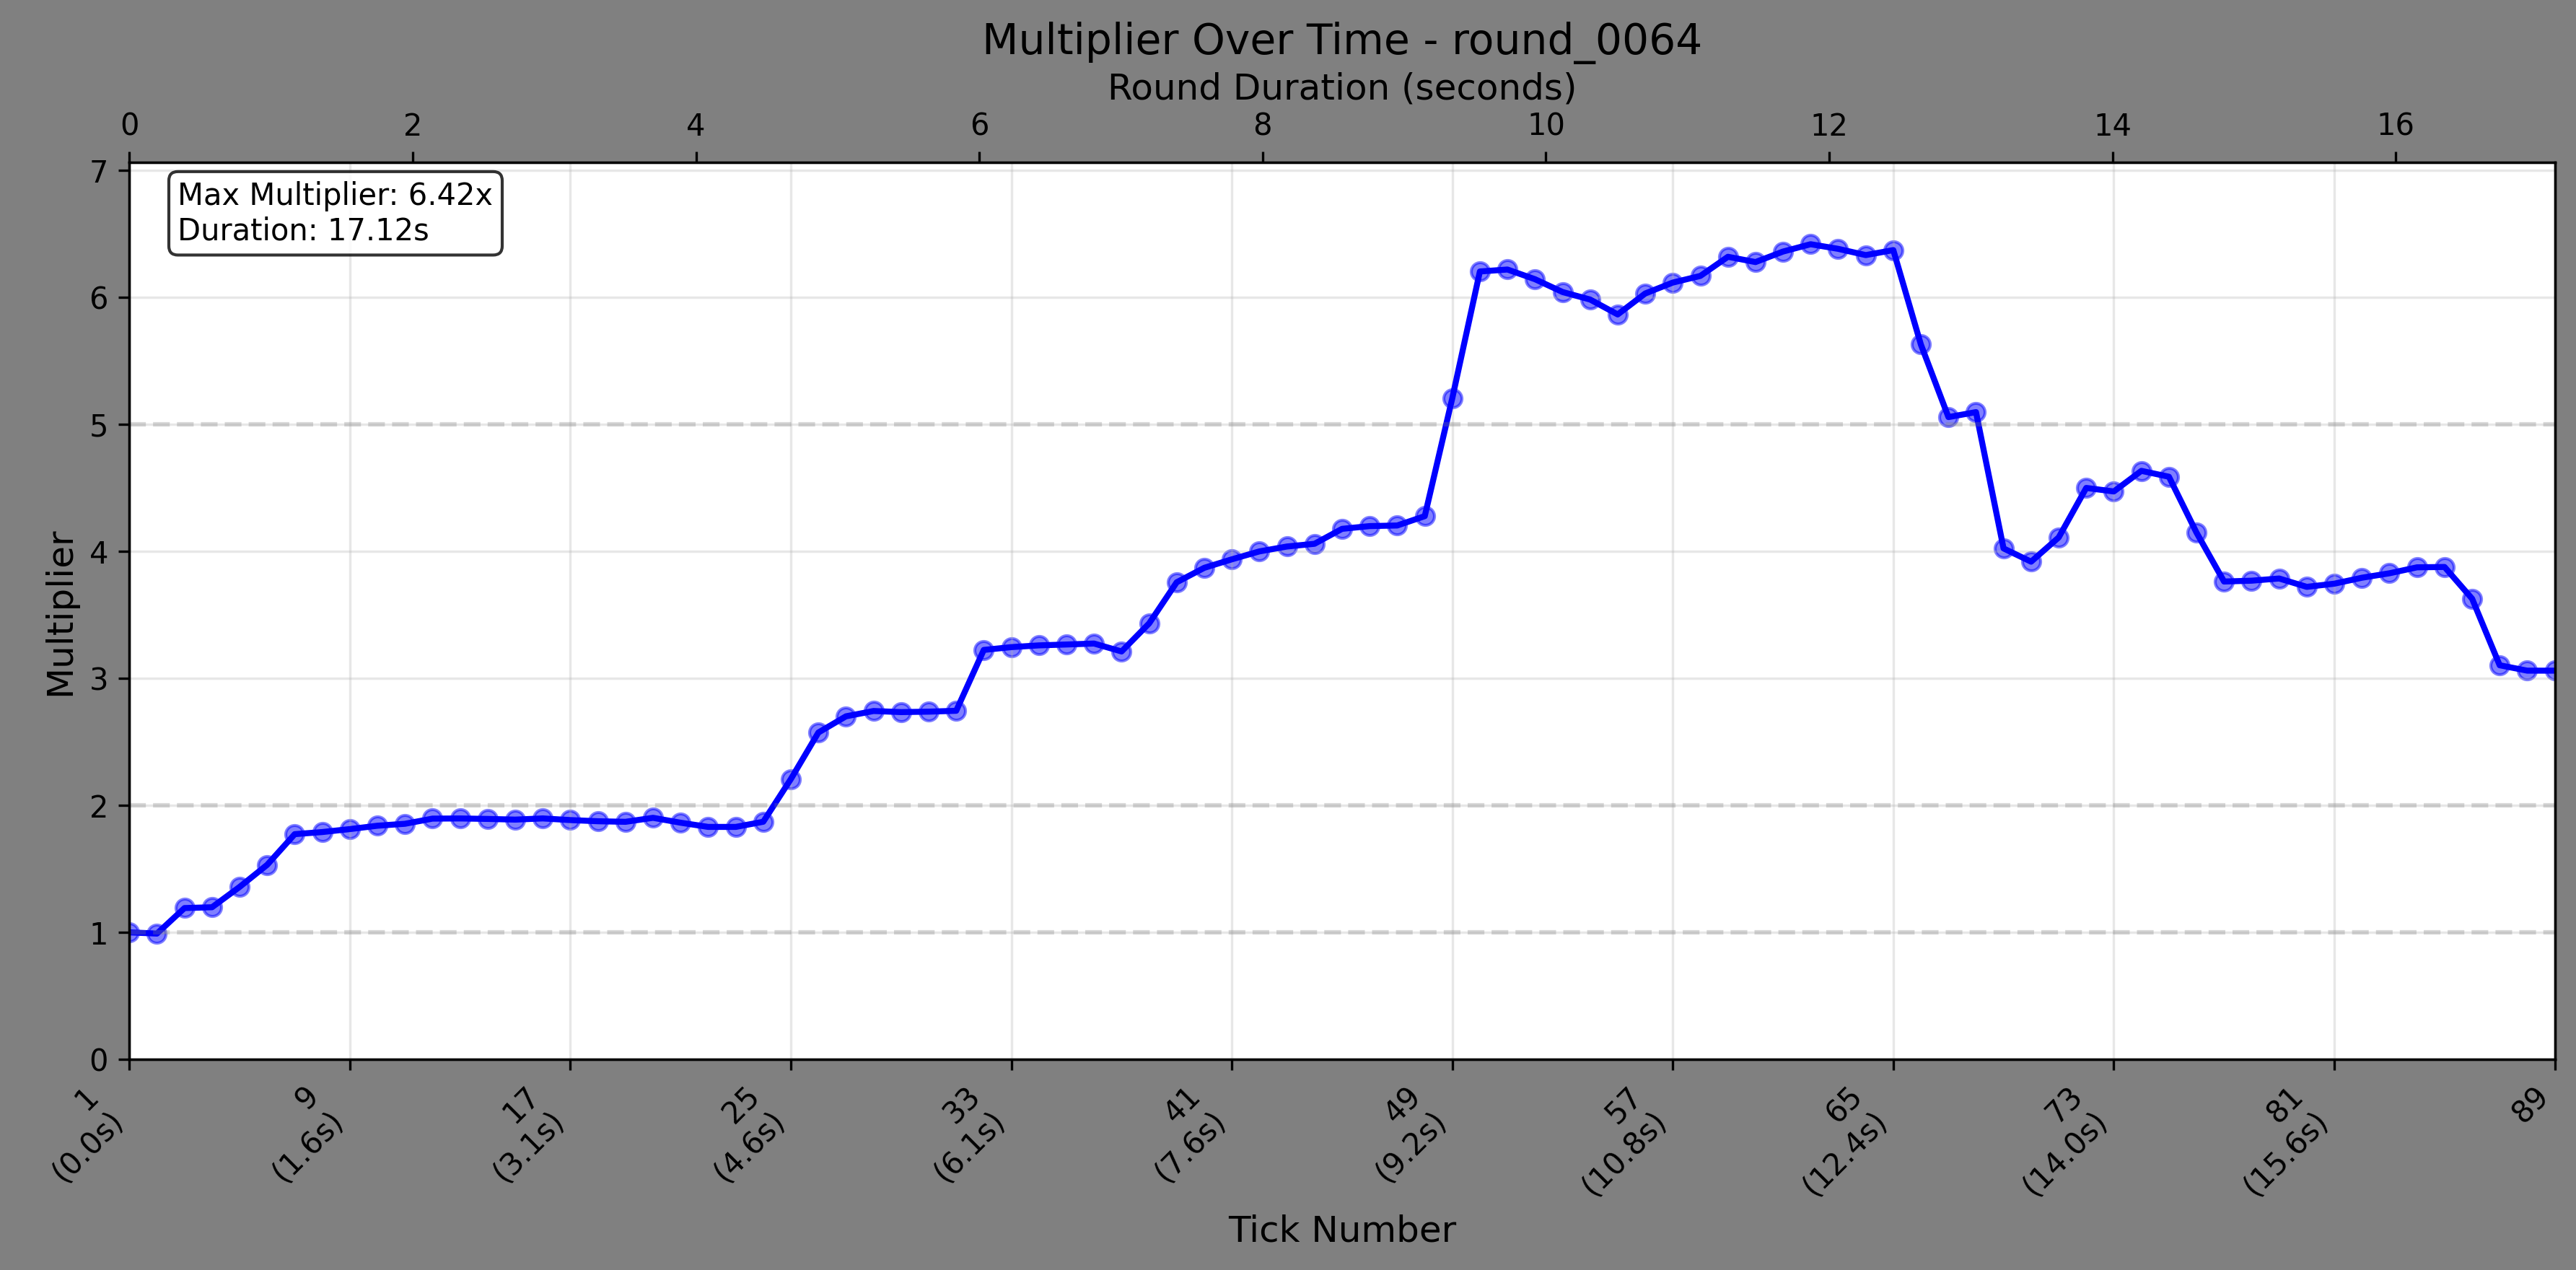 Multiplier Over Time - round_0064
Round Duration (seconds)
0 2 4 6 8 10 12 14 16
Max Multiplier: 6.42x
Duration: 17.12s
7
6
5
4
3
2
1
0
Multiplier
1
(0.0s)
9
(1.6s)
17
(3.1s)
25
(4.6s)
33
(6.1s)
41
(7.6s)
49
(9.2s)
57
(10.8s)
65
(12.4s)
73
(14.0s)
81
(15.6s)
89
Tick Number